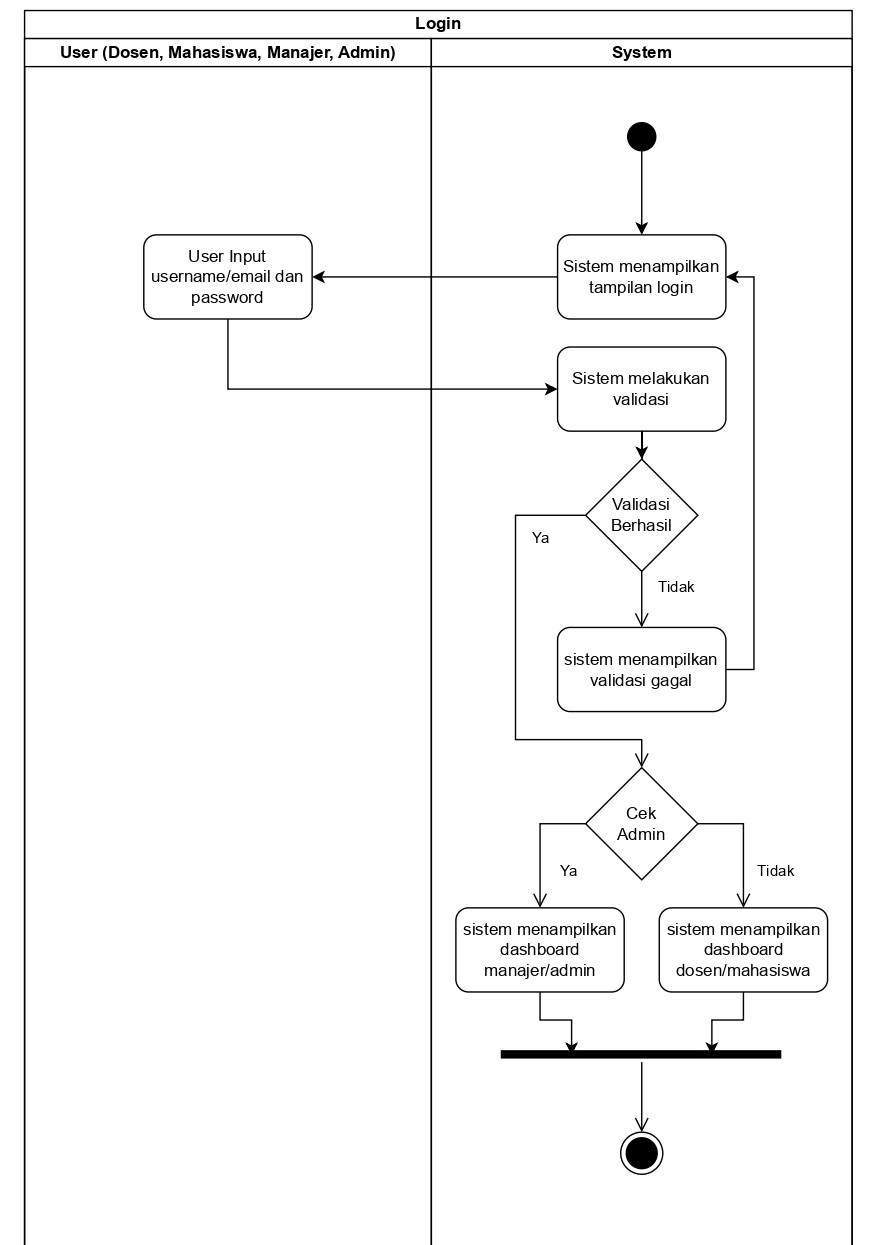 Login
User (Dosen, Mahasiswa, Manajer, Admin)
System
User Input
username/email dan
password
Sistem menampilkan
tampilan login
Sistem melakukan
validasi
Validasi
Berhasil
Ya
Tidak
sistem menampilkan
validasi gagal
Cek
Admin
Ya
Tidak
sistem menampilkan
dashboard
manajer/admin
sistem menampilkan
dashboard
dosen/mahasiswa